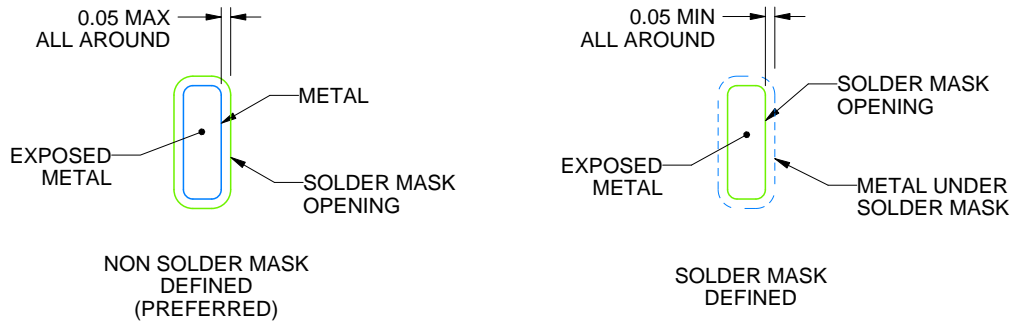 0.05 MAX
ALL AROUND
METAL
EXPOSED
METAL
SOLDER MASK
OPENING
NON SOLDER MASK
DEFINED
(PREFERRED)
0.05 MIN
ALL AROUND
SOLDER MASK
OPENING
EXPOSED
METAL
METAL UNDER
SOLDER MASK
SOLDER MASK
DEFINED